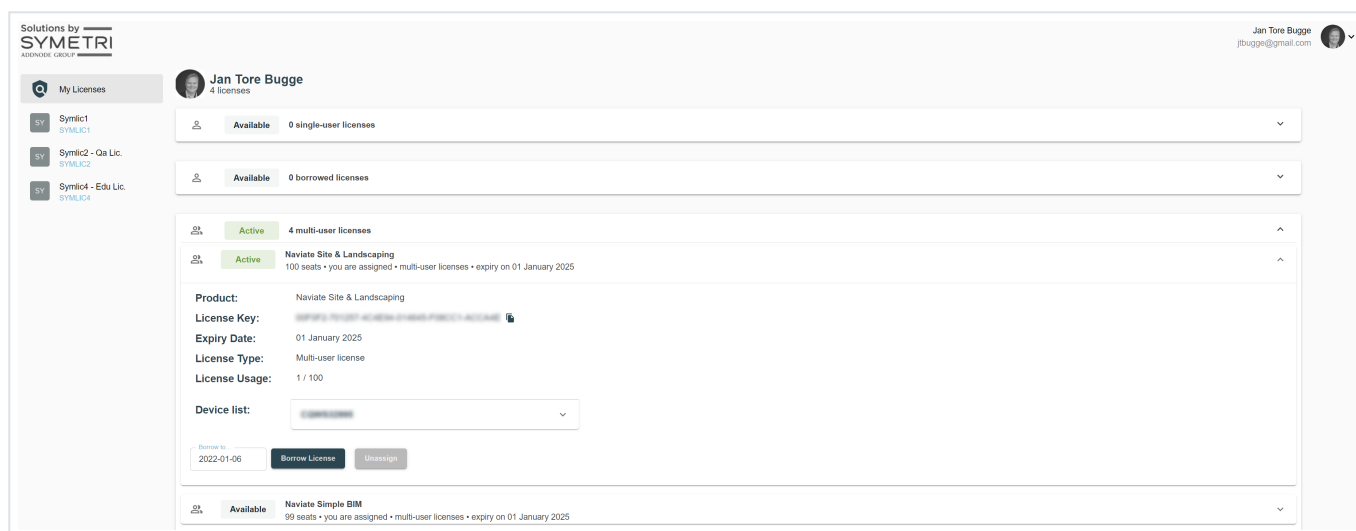 Solutions by
SYMETRI
ADDNODE GROUP
Jan Tore Bugge
jtbugge@gmail.com
My Licenses
SY
Symlic1
SYMLIC1
SY
Symlic2 - Qa Lic.
SYMLIC2
SY
Symlic4 - Edu Lic.
SYMLIC4
Jan Tore Bugge
4 licenses
Available 0 single-user licenses
Available 0 borrowed licenses
Active 4 multi-user licenses
Active
Naviate Site & Landscaping
100 seats • you are assigned • multi-user licenses • expiry on 01 January 2025
Product: Naviate Site & Landscaping
License Key:
Expiry Date: 01 January 2025
License Type: Multi-user license
License Usage: 1 / 100
Device list:
Borrow to
2022-01-06
Borrow License
Unassign
Available
Naviate Simple BIM
99 seats • you are assigned • multi-user licenses • expiry on 01 January 2025